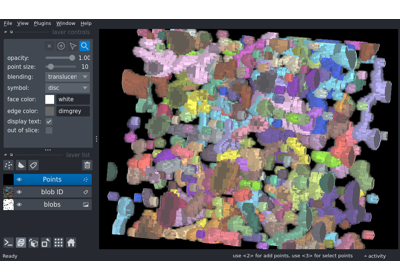 File View Plugins Window Help
layer controls
opacity: 1.00
point size: 10
blending: translucen
symbol: disc
face color: white
edge color: dimgrey
display text:
out of slice:
layer list
Points
blob ID
blobs
Ready use <2> for add points, use <3> for select points activity